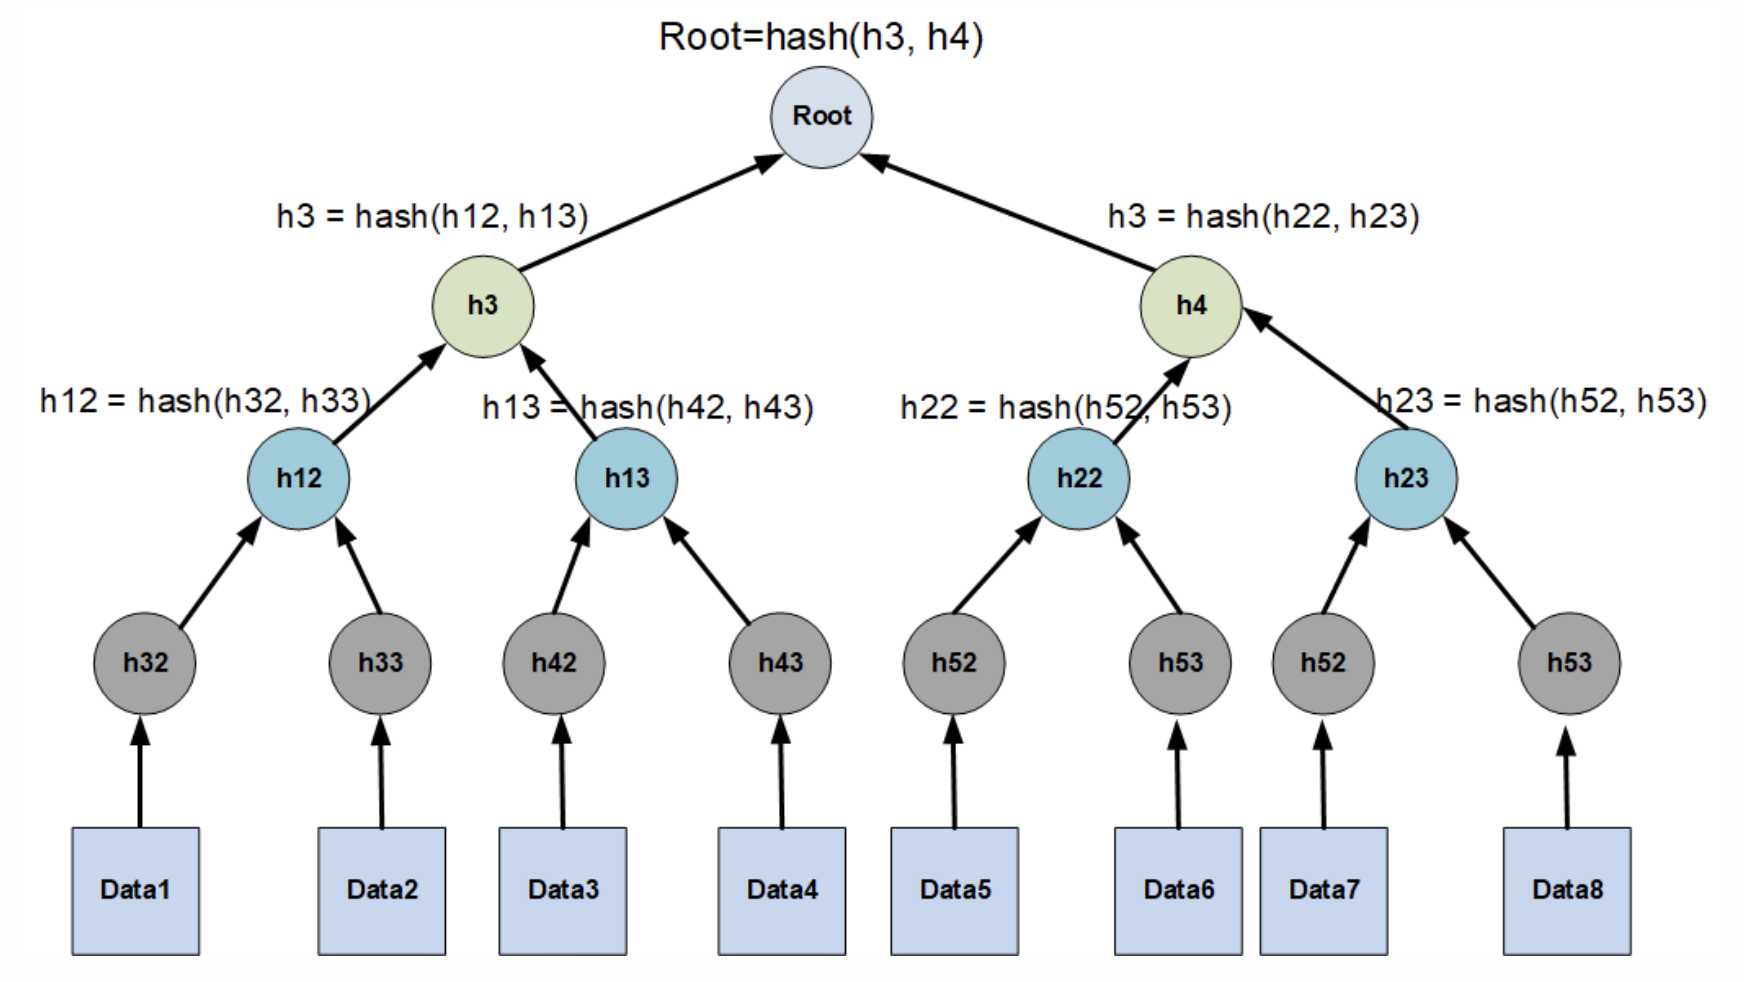 Root=hash(h3, h4)
Root
h3 = hash(h12, h13)
h3 = hash(h22, h23)
h3
h4
h12 = hash(h32, h33)
h13 = hash(h42, h43)
h22 = hash(h52, h53)
h23 = hash(h52, h53)
h12
h13
h22
h23
h32
h33
h42
h43
h52
h53
h52
h53
Data1
Data2
Data3
Data4
Data5
Data6
Data7
Data8